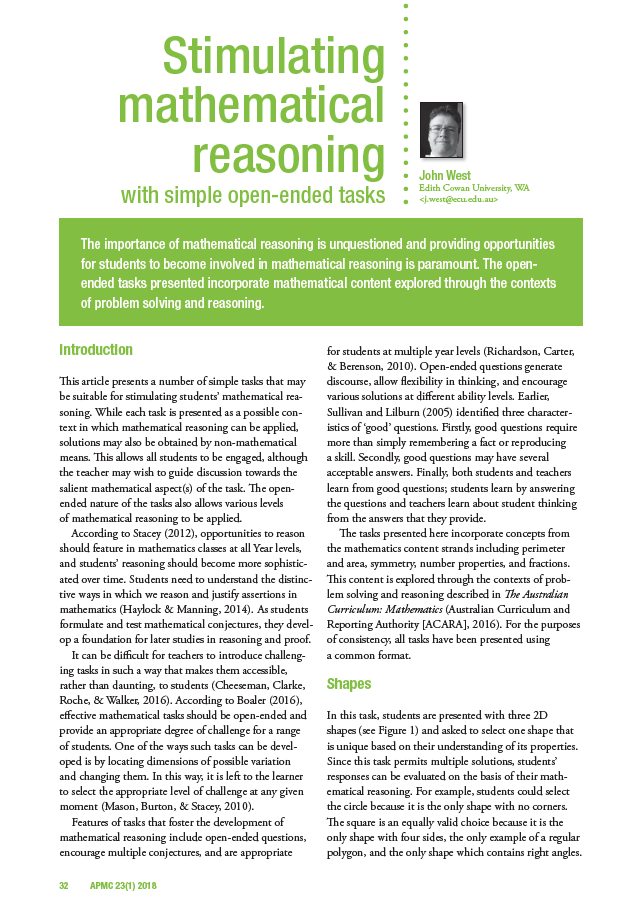 Stimulating
mathematical
reasoning
with simple open-ended tasks
John West
Edith Cowan University, WA
<j.west@ecu.edu.au>
The importance of mathematical reasoning is unquestioned and providing opportunities
for students to become involved in mathematical reasoning is paramount. The open-
ended tasks presented incorporate mathematical content explored through the contexts
of problem solving and reasoning.
Introduction
This article presents a number of simple tasks that may
be suitable for stimulating students’ mathematical rea-
soning. While each task is presented as a possible con-
text in which mathematical reasoning can be applied,
solutions may also be obtained by non-mathematical
means. This allows all students to be engaged, although
the teacher may wish to guide discussion towards the
salient mathematical aspect(s) of the task. The open-
ended nature of the tasks also allows various levels
of mathematical reasoning to be applied.
According to Stacey (2012), opportunities to reason
should feature in mathematics classes at all Year levels,
and students’ reasoning should become more sophistic-
ated over time. Students need to understand the distinc-
tive ways in which we reason and justify assertions in
mathematics (Haylock & Manning, 2014). As students
formulate and test mathematical conjectures, they devel-
op a foundation for later studies in reasoning and proof.
It can be difficult for teachers to introduce challeng-
ing tasks in such a way that makes them accessible,
rather than daunting, to students (Cheeseman, Clarke,
Roche, & Walker, 2016). According to Boaler (2016),
effective mathematical tasks should be open-ended and
provide an appropriate degree of challenge for a range
of students. One of the ways such tasks can be devel-
oped is by locating dimensions of possible variation
and changing them. In this way, it is left to the learner
to select the appropriate level of challenge at any given
moment (Mason, Burton, & Stacey, 2010).
Features of tasks that foster the development of
mathematical reasoning include open-ended questions,
encourage multiple conjectures, and are appropriate
for students at multiple year levels (Richardson, Carter,
& Berenson, 2010). Open-ended questions generate
discourse, allow flexibility in thinking, and encourage
various solutions at different ability levels. Earlier,
Sullivan and Lilburn (2005) identified three character-
istics of ‘good’ questions. Firstly, good questions require
more than simply remembering a fact or reproducing
a skill. Secondly, good questions may have several
acceptable answers. Finally, both students and teachers
learn from good questions; students learn by answering
the questions and teachers learn about student thinking
from the answers that they provide.
The tasks presented here incorporate concepts from
the mathematics content strands including perimeter
and area, symmetry, number properties, and fractions.
This content is explored through the contexts of prob-
lem solving and reasoning described in The Australian
Curriculum: Mathematics (Australian Curriculum and
Reporting Authority [ACARA], 2016). For the purposes
of consistency, all tasks have been presented using
a common format.
Shapes
In this task, students are presented with three 2D
shapes (see Figure 1) and asked to select one shape that
is unique based on their understanding of its properties.
Since this task permits multiple solutions, students’
responses can be evaluated on the basis of their math-
ematical reasoning. For example, students could select
the circle because it is the only shape with no corners.
The square is an equally valid choice because it is the
only shape with four sides, the only example of a regular
polygon, and the only shape which contains right angles.
32 APMC 23(1) 2018